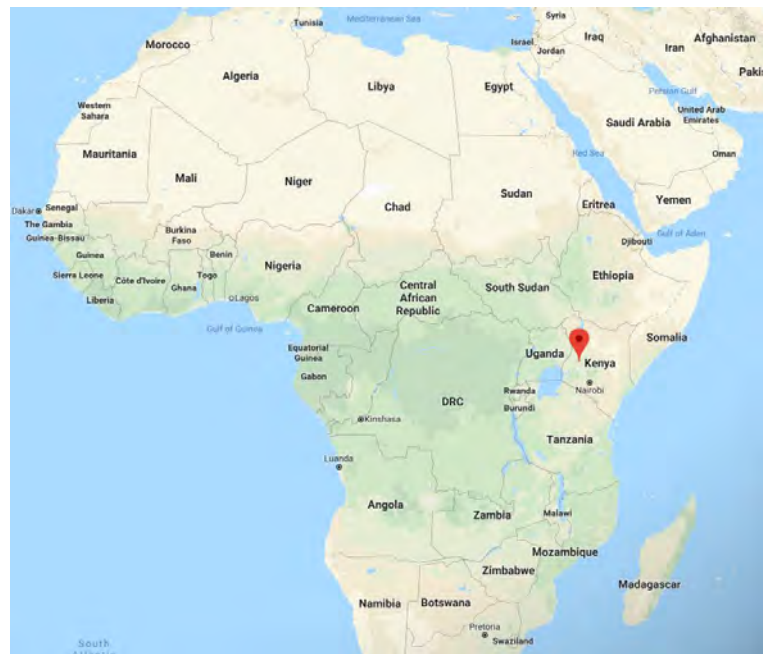 Tunisia
Mediterranean Sea
Syria
Morocco
Israel
Jordan
Iraq
Iran
Afghanistan
Algeria
Libya
Egypt
Persian Gulf
Western
Sahara
Saudi Arabia
United Arab
Emirates
Mauritania
Mali
Niger
Chad
Sudan
Red Sea
Oman
Yemen
Eritrea
Dakar
Senegal
The Gambia
Guinea-Bissau
Burkina
Faso
Djibouti
Gulf of Aden
Guinea
Benin
Nigeria
Sierra Leone
Côte d'Ivoire
Togo
Ghana
Liberia
Lagos
Ethiopia
Central
African
Republic
South Sudan
Cameroon
Gulf of Guinea
Somalia
Equatorial
Guinea
Gabon
Uganda
Kenya
Nairobi
Rwanda
Burundi
DRC
Kinshasa
Tanzania
Luanda
Angola
Zambia
Malawi
Mozambique
Zimbabwe
Madagascar
Namibia
Botswana
Pretoria
Swaziland
South